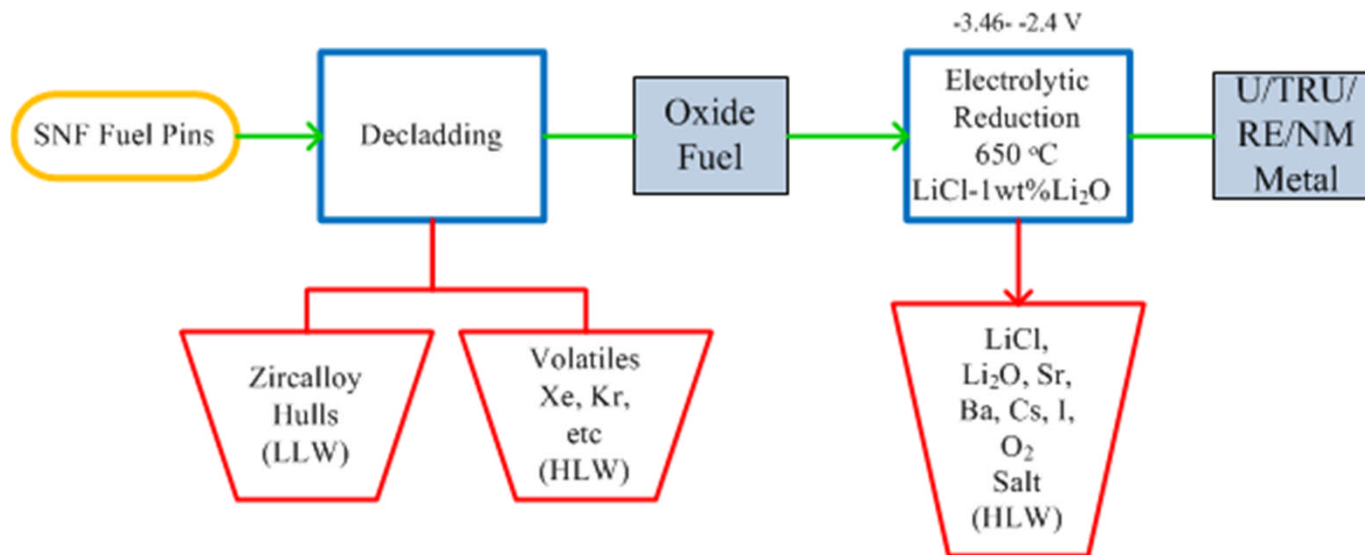 -3.46- -2.4 V
SNF Fuel Pins
Decladding
Oxide
Fuel
Electrolytic
Reduction
650 °C
LiCl-1wt%Li₂O
U/TRU/
RE/NM
Metal
Zircalloy
Hulls
(LLW)
Volatiles
Xe, Kr,
etc
(HLW)
LiCl,
Li₂O, Sr,
Ba, Cs, I,
O₂
Salt
(HLW)